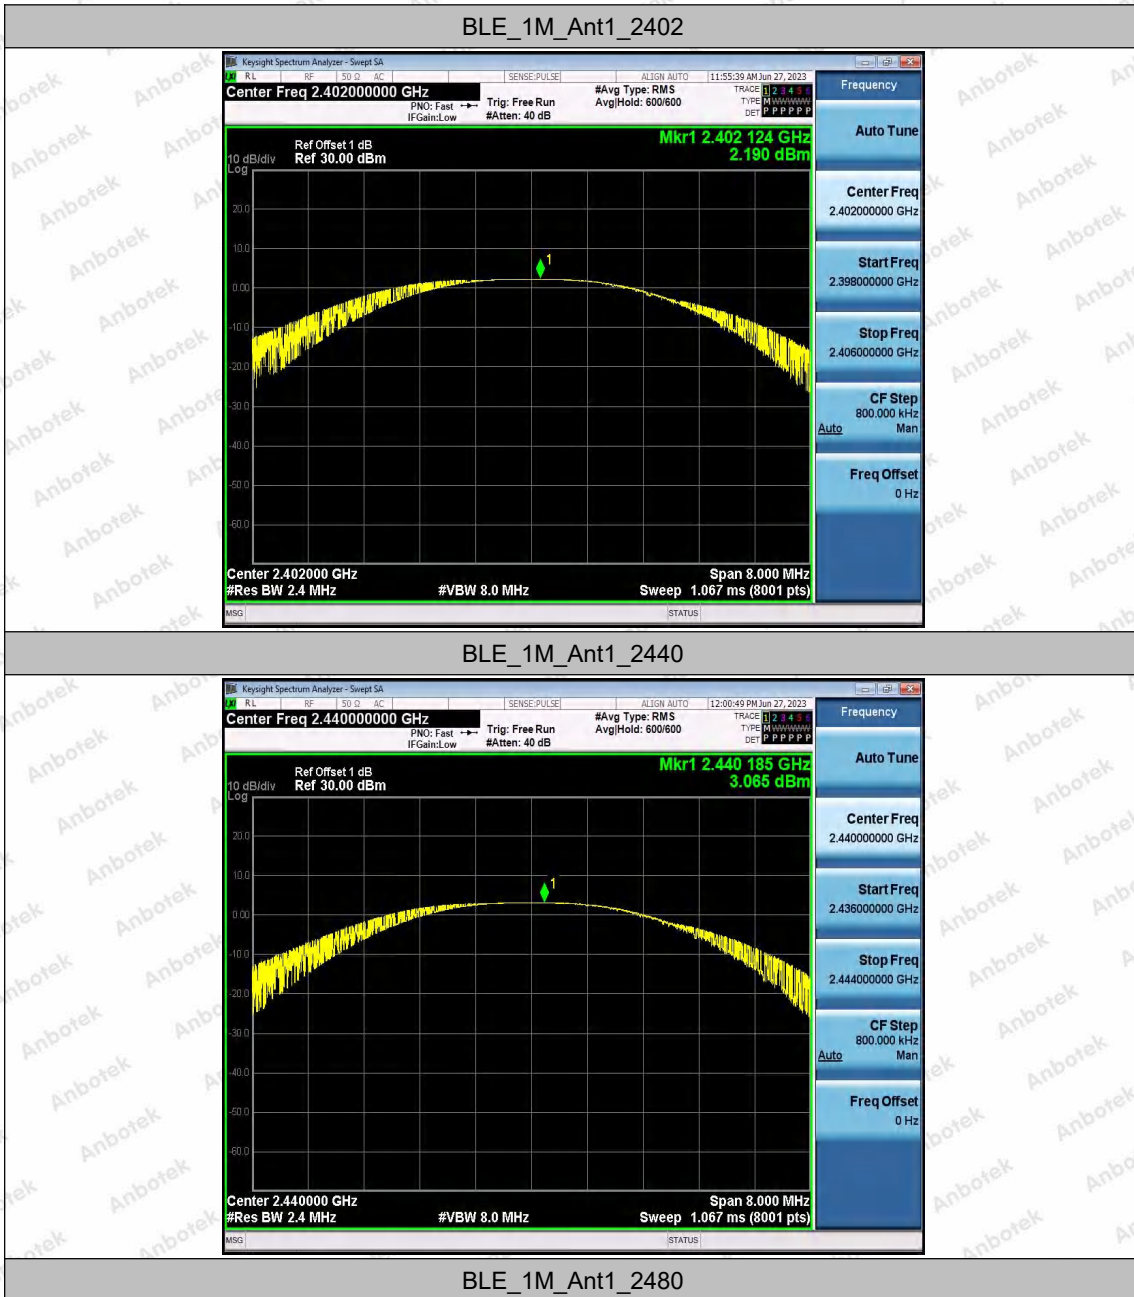 BLE_1M_Ant1_2402
Keysight Spectrum Analyzer - Swept SA
LXI RL RF 50 Ω AC SENSE:PULSE ALIGN AUTO 11:55:39 AM Jun 27, 2023
Center Freq 2.402000000 GHz
PNO: Fast
IFGain:Low
Trig: Free Run
#Atten: 40 dB
#Avg Type: RMS
Avg|Hold: 600/600
TRACE 1 2 3 4 5 6
TYPE M W W W W W
DET P P P P P P
Frequency
Mkr1 2.402 124 GHz
2.190 dBm
Ref Offset 1 dB
10 dB/div Ref 30.00 dBm
Log
20.0
10.0
0.00
-10.0
-20.0
-30.0
-40.0
-50.0
-60.0
1
Center 2.402000 GHz Span 8.000 MHz
#Res BW 2.4 MHz #VBW 8.0 MHz Sweep 1.067 ms (8001 pts)
MSG STATUS
Auto Tune
Center Freq
2.402000000 GHz
Start Freq
2.398000000 GHz
Stop Freq
2.406000000 GHz
CF Step
800.000 kHz
Auto Man
Freq Offset
0 Hz
BLE_1M_Ant1_2440
Keysight Spectrum Analyzer - Swept SA
LXI RL RF 50 Ω AC SENSE:PULSE ALIGN AUTO 12:00:49 PM Jun 27, 2023
Center Freq 2.440000000 GHz
PNO: Fast
IFGain:Low
Trig: Free Run
#Atten: 40 dB
#Avg Type: RMS
Avg|Hold: 600/600
TRACE 1 2 3 4 5 6
TYPE M W W W W W
DET P P P P P P
Frequency
Mkr1 2.440 185 GHz
3.065 dBm
Ref Offset 1 dB
10 dB/div Ref 30.00 dBm
Log
20.0
10.0
0.00
-10.0
-20.0
-30.0
-40.0
-50.0
-60.0
1
Center 2.440000 GHz Span 8.000 MHz
#Res BW 2.4 MHz #VBW 8.0 MHz Sweep 1.067 ms (8001 pts)
MSG STATUS
Auto Tune
Center Freq
2.440000000 GHz
Start Freq
2.436000000 GHz
Stop Freq
2.444000000 GHz
CF Step
800.000 kHz
Auto Man
Freq Offset
0 Hz
BLE_1M_Ant1_2480
Anbotek